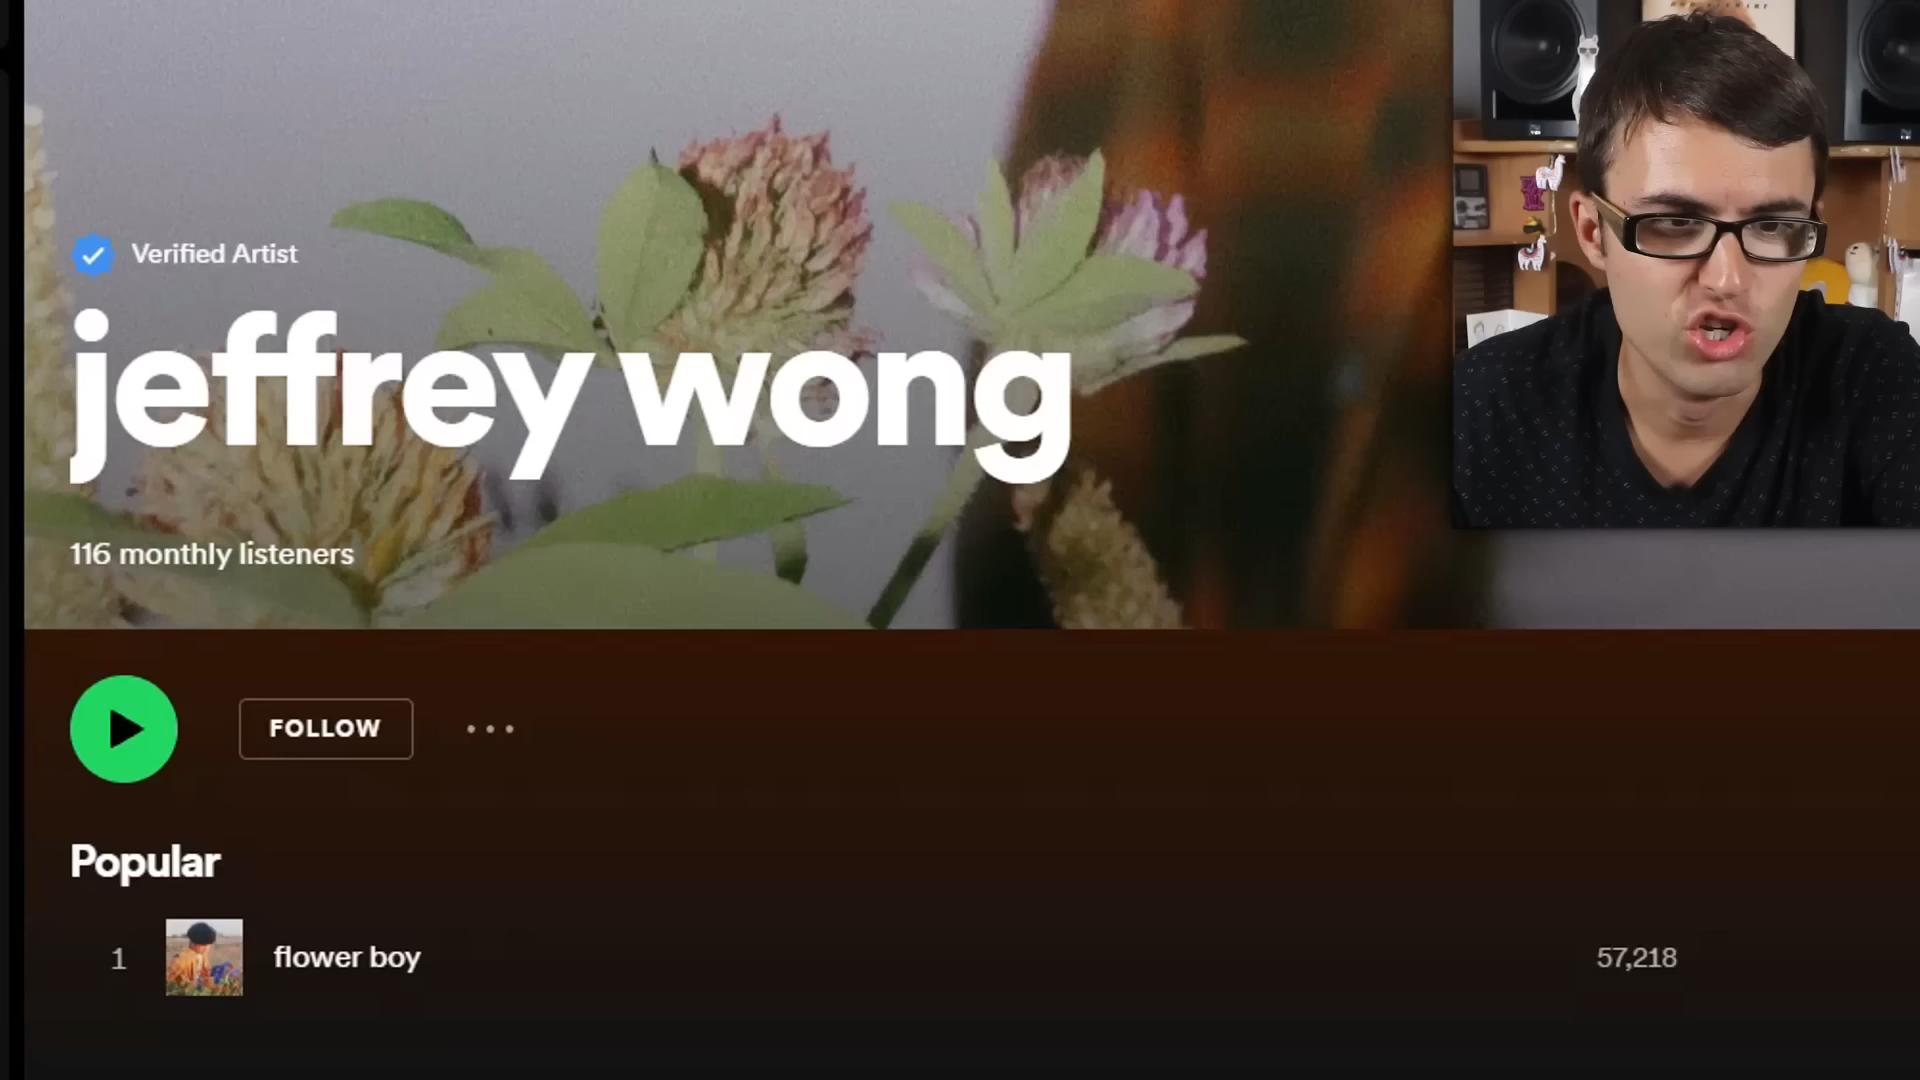 Verified Artist
jeffrey wong
116 monthly listeners
FOLLOW
Popular
1 flower boy 57,218